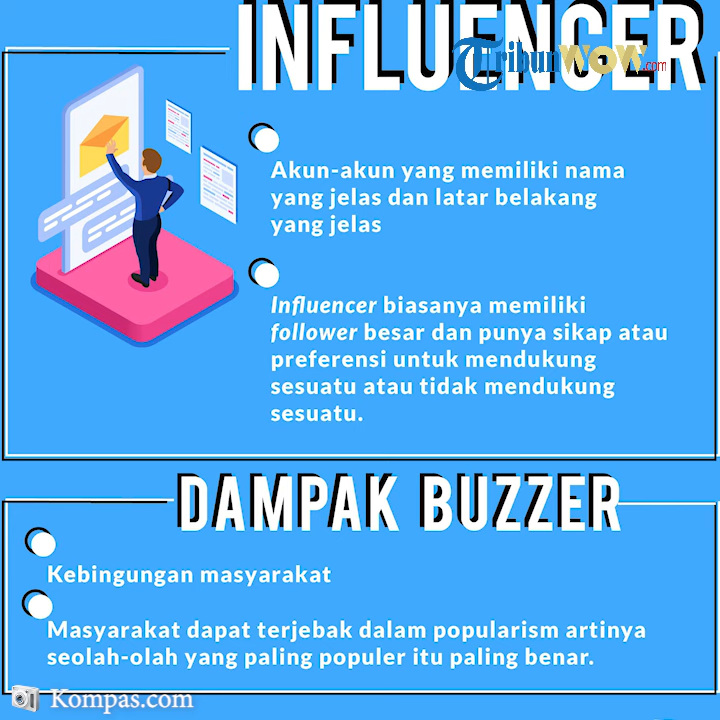 INFLUENCER
TribunWOW.com
Akun-akun yang memiliki nama
yang jelas dan latar belakang
yang jelas
Influencer biasanya memiliki
follower besar dan punya sikap atau
preferensi untuk mendukung
sesuatu atau tidak mendukung
sesuatu.
DAMPAK BUZZER
Kebingungan masyarakat
Masyarakat dapat terjebak dalam popularism artinya
seolah-olah yang paling populer itu paling benar.
Kompas.com